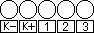 K- K+ 1 2 3